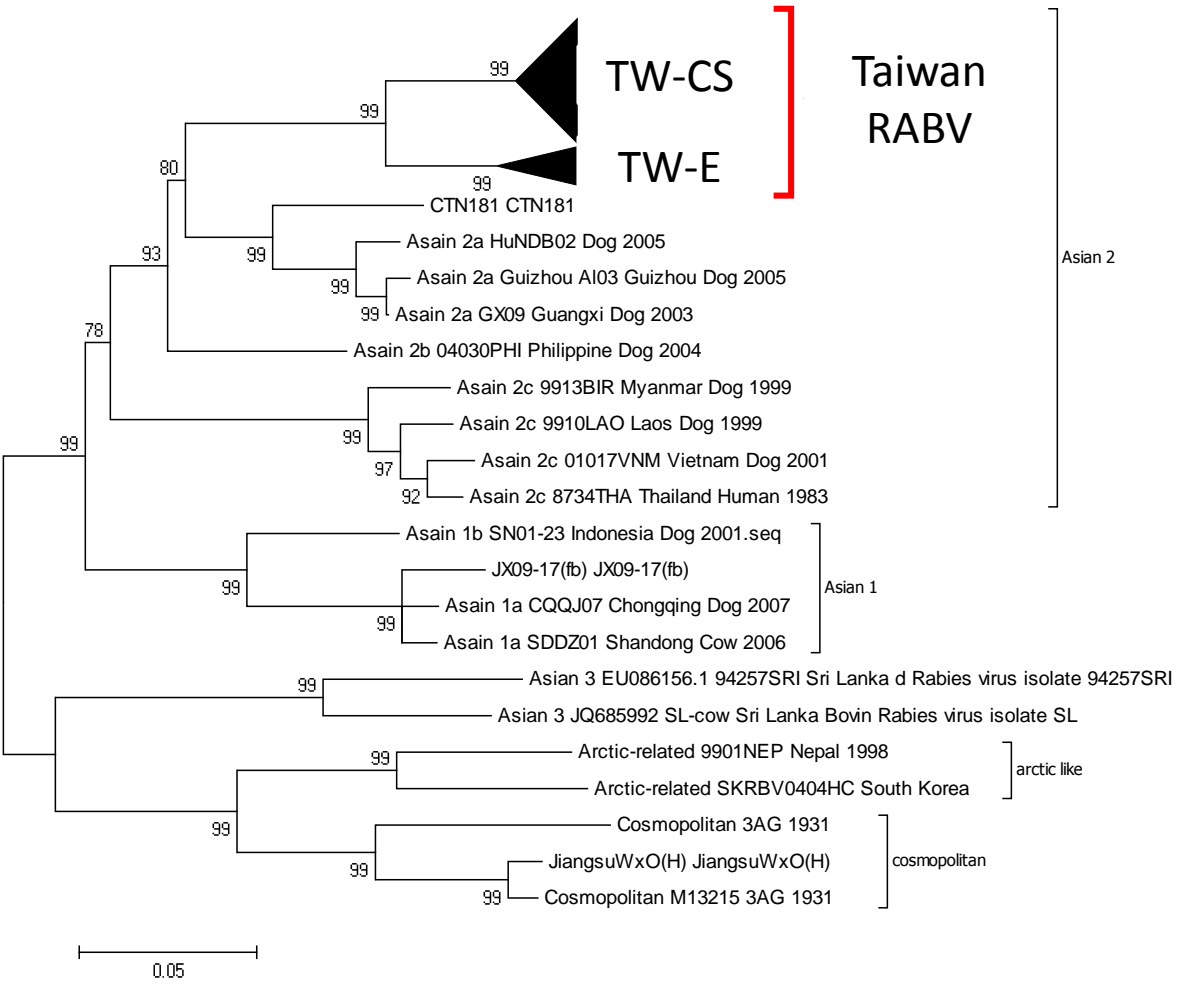 99
TW-CS
Taiwan
RABV
99
TW-E
80
99
CTN181 CTN181
Asain 2a HuNDB02 Dog 2005
93
99
Asian 2
Asain 2a Guizhou AI03 Guizhou Dog 2005
99
99
Asain 2a GX09 Guangxi Dog 2003
78
Asain 2b 04030PHI Philippine Dog 2004
Asain 2c 9913BIR Myanmar Dog 1999
99
Asain 2c 9910LAO Laos Dog 1999
99
97
Asain 2c 01017VNM Vietnam Dog 2001
92
Asain 2c 8734THA Thailand Human 1983
Asain 1b SN01-23 Indonesia Dog 2001.seq
JX09-17(fb) JX09-17(fb)
99
Asian 1
Asain 1a CQQJ07 Chongqing Dog 2007
99
Asain 1a SDDZ01 Shandong Cow 2006
99
Asian 3 EU086156.1 94257SRI Sri Lanka d Rabies virus isolate 94257SRI
Asian 3 JQ685992 SL-cow Sri Lanka Bovin Rabies virus isolate SL
99
Arctic-related 9901NEP Nepal 1998
arctic like
Arctic-related SKRBV0404HC South Korea
99
Cosmopolitan 3AG 1931
99
JiangsuWxO(H) JiangsuWxO(H)
cosmopolitan
99
Cosmopolitan M13215 3AG 1931
0.05